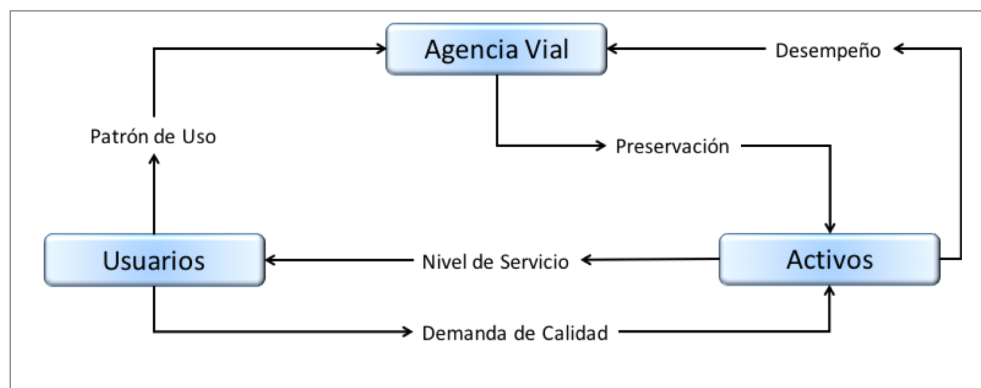 Agencia Vial
Desempeño
Patrón de Uso
Preservación
Usuarios
Nivel de Servicio
Activos
Demanda de Calidad